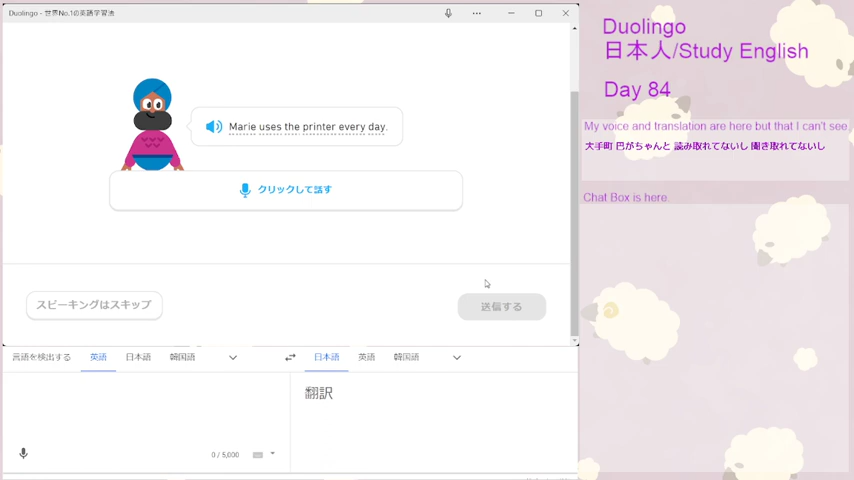 Duolingo - 世界No.1の英語学習法
Marie uses the printer every day.
クリックして話す
スピーキングはスキップ
送信する
言語を検出する 英語 日本語 韓国語
日本語 英語 韓国語
翻訳
0 / 5,000
Duolingo
日本人/Study English
Day 84
My voice and translation are here but that I can't see
大手町 巴がちゃんと 読み取れてないし 聞き取れてないし
Chat Box is here.